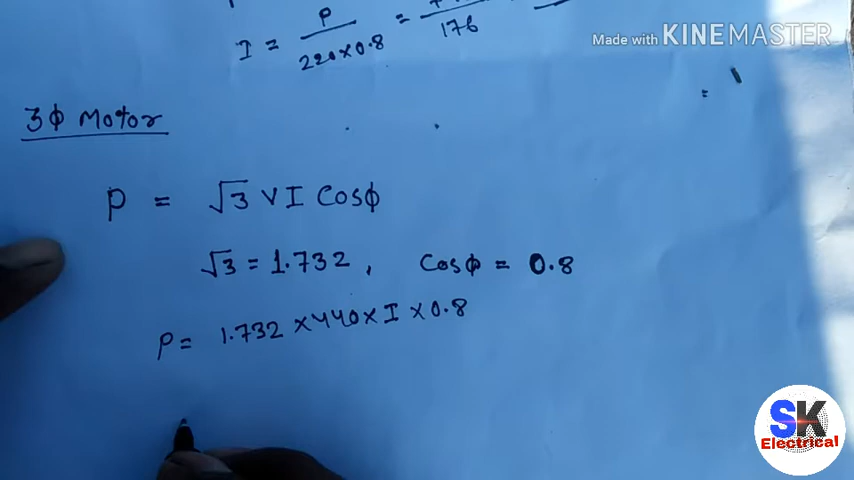 I = P / 220×0.8 = / 176
Made with KINEMASTER
=
3Φ Motor
P = √3 V I Cosϕ
√3 = 1.732 , Cosϕ = 0.8
P = 1.732 ×440× I × 0.8
SK
Electrical